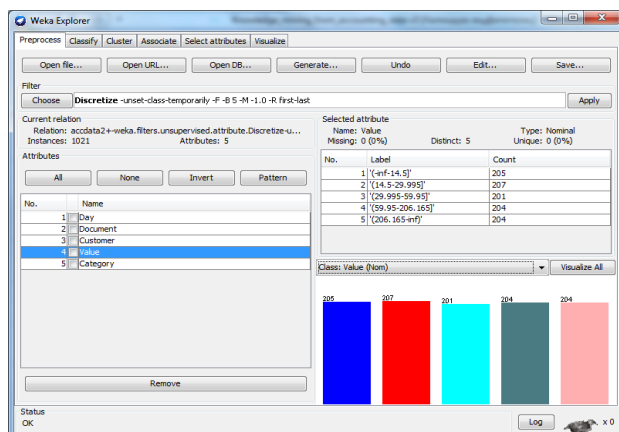 Weka Explorer
Preprocess Classify Cluster Associate Select attributes Visualize
Open file... Open URL... Open DB... Generate... Undo Edit... Save...
Filter
Choose Discretize -unset-class-temporarily -F -B 5 -M -1.0 -R first-last Apply
Current relation
Relation: accdata2+-weka.filters.unsupervised.attribute.Discretize-u...
Instances: 1021 Attributes: 5
Attributes
All None Invert Pattern
No. Name
1 Day
2 Document
3 Customer
4 Value
5 Category
Remove
Selected attribute
Name: Value Type: Nominal
Missing: 0 (0%) Distinct: 5 Unique: 0 (0%)
No. Label Count
1 '(-inf-14.5]' 205
2 '(14.5-29.995]' 207
3 '(29.995-59.95]' 201
4 '(59.95-206.165]' 204
5 '(206.165-inf)' 204
Class: Value (Nom) Visualize All
205 207 201 204 204
Status
OK Log x 0